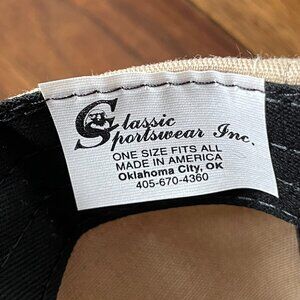 Classic
Sportswear Inc.
ONE SIZE FITS ALL
MADE IN AMERICA
Oklahoma City, OK
405-670-4360